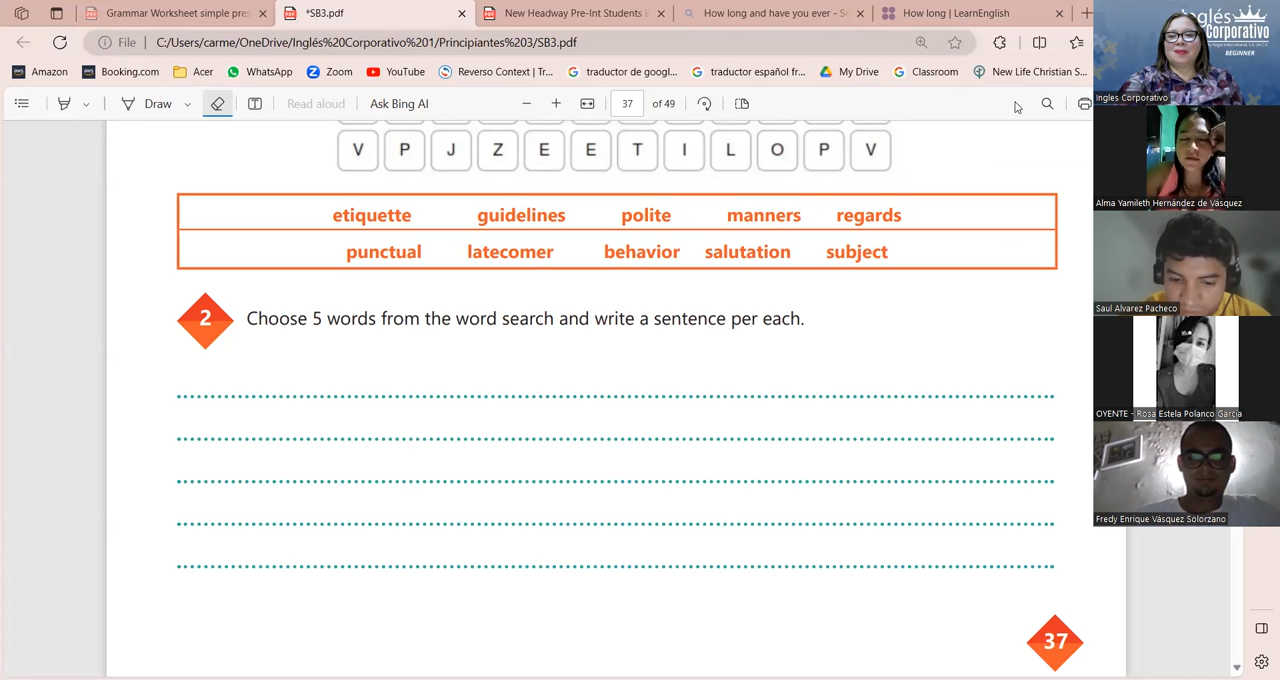 Grammar Worksheet simple pres
*SB3.pdf
New Headway Pre-Int Students B
How long and have you ever - Se
How long | LearnEnglish
File
C:/Users/carme/OneDrive/Inglés%20Corporativo%201/Principiantes%203/SB3.pdf
Amazon
Booking.com
Acer
WhatsApp
Zoom
YouTube
Reverso Context | Tr...
traductor de googl...
traductor español fr...
My Drive
Classroom
New Life Christian S...
Draw
Read aloud
Ask Bing AI
37 of 49
V P J Z E E T I L O P V
etiquette guidelines polite manners regards
punctual latecomer behavior salutation subject
2 Choose 5 words from the word search and write a sentence per each.
37
Inglés
Corporativo
BEGINNER
Ingles Corporativo
Alma Yamileth Hernández de Vásquez
Saul Alvarez Pacheco
OYENTE - Rosa Estela Polanco García
Fredy Enrique Vásquez Solorzano